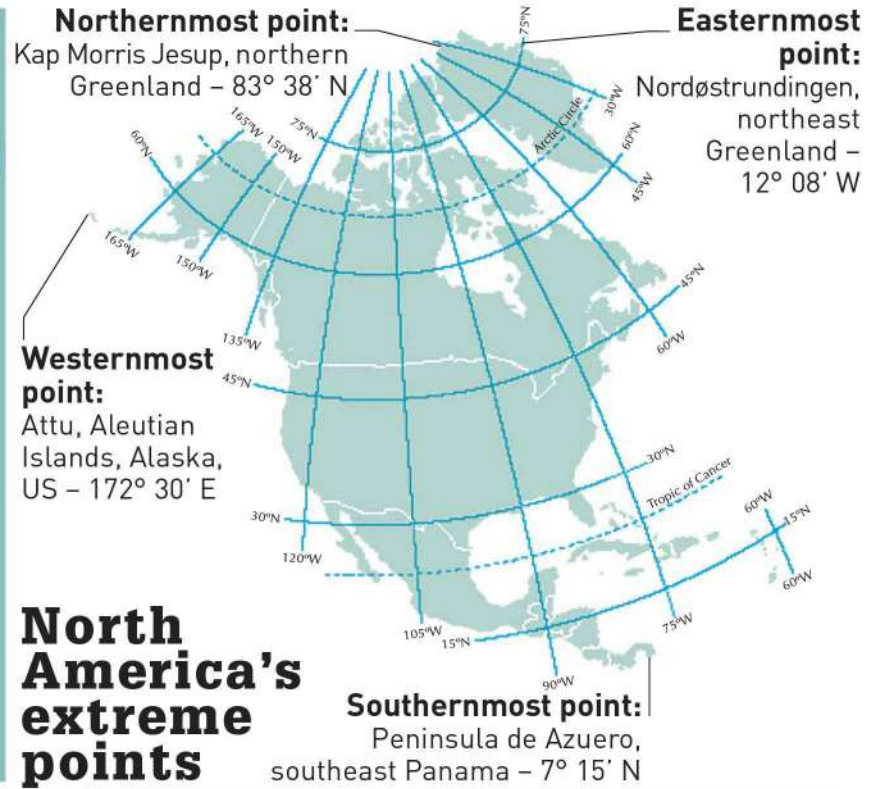 Northernmost point:
Kap Morris Jesup, northern
Greenland – 83° 38’ N
Easternmost
point:
Nordøstrundingen,
northeast
Greenland –
12° 08’ W
75°N
30°W
Arctic Circle
60°N
45°W
165°W
150°W
75°N
60°N
165°W
150°W
135°W
45°N
60°W
Westernmost
point:
Attu, Aleutian
Islands, Alaska,
US – 172° 30’ E
45°N
30°N
Tropic of Cancer
60°W
15°N
60°W
30°N
120°W
105°W
15°N
75°W
90°W
North
America’s
extreme
points
Southernmost point:
Peninsula de Azuero,
southeast Panama – 7° 15’ N